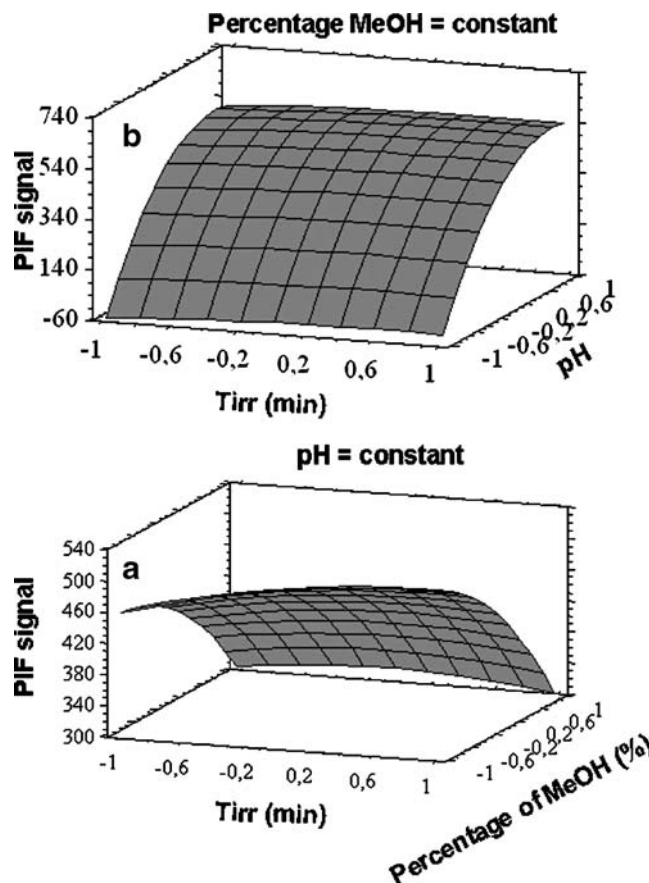 Percentage MeOH = constant
b
PIF signal
740
540
340
140
-60
-1 -0,6 -0,2 0,2 0,6 1
Tirr (min)
-1 -0,6 -0,2 0,2 0,6 1
pH
pH = constant
a
PIF signal
540
500
460
420
380
340
300
-1 -0,6 -0,2 0,2 0,6 1
Tirr (min)
-1 -0,6 -0,2 0,2 0,6 1
Percentage of MeOH (%)